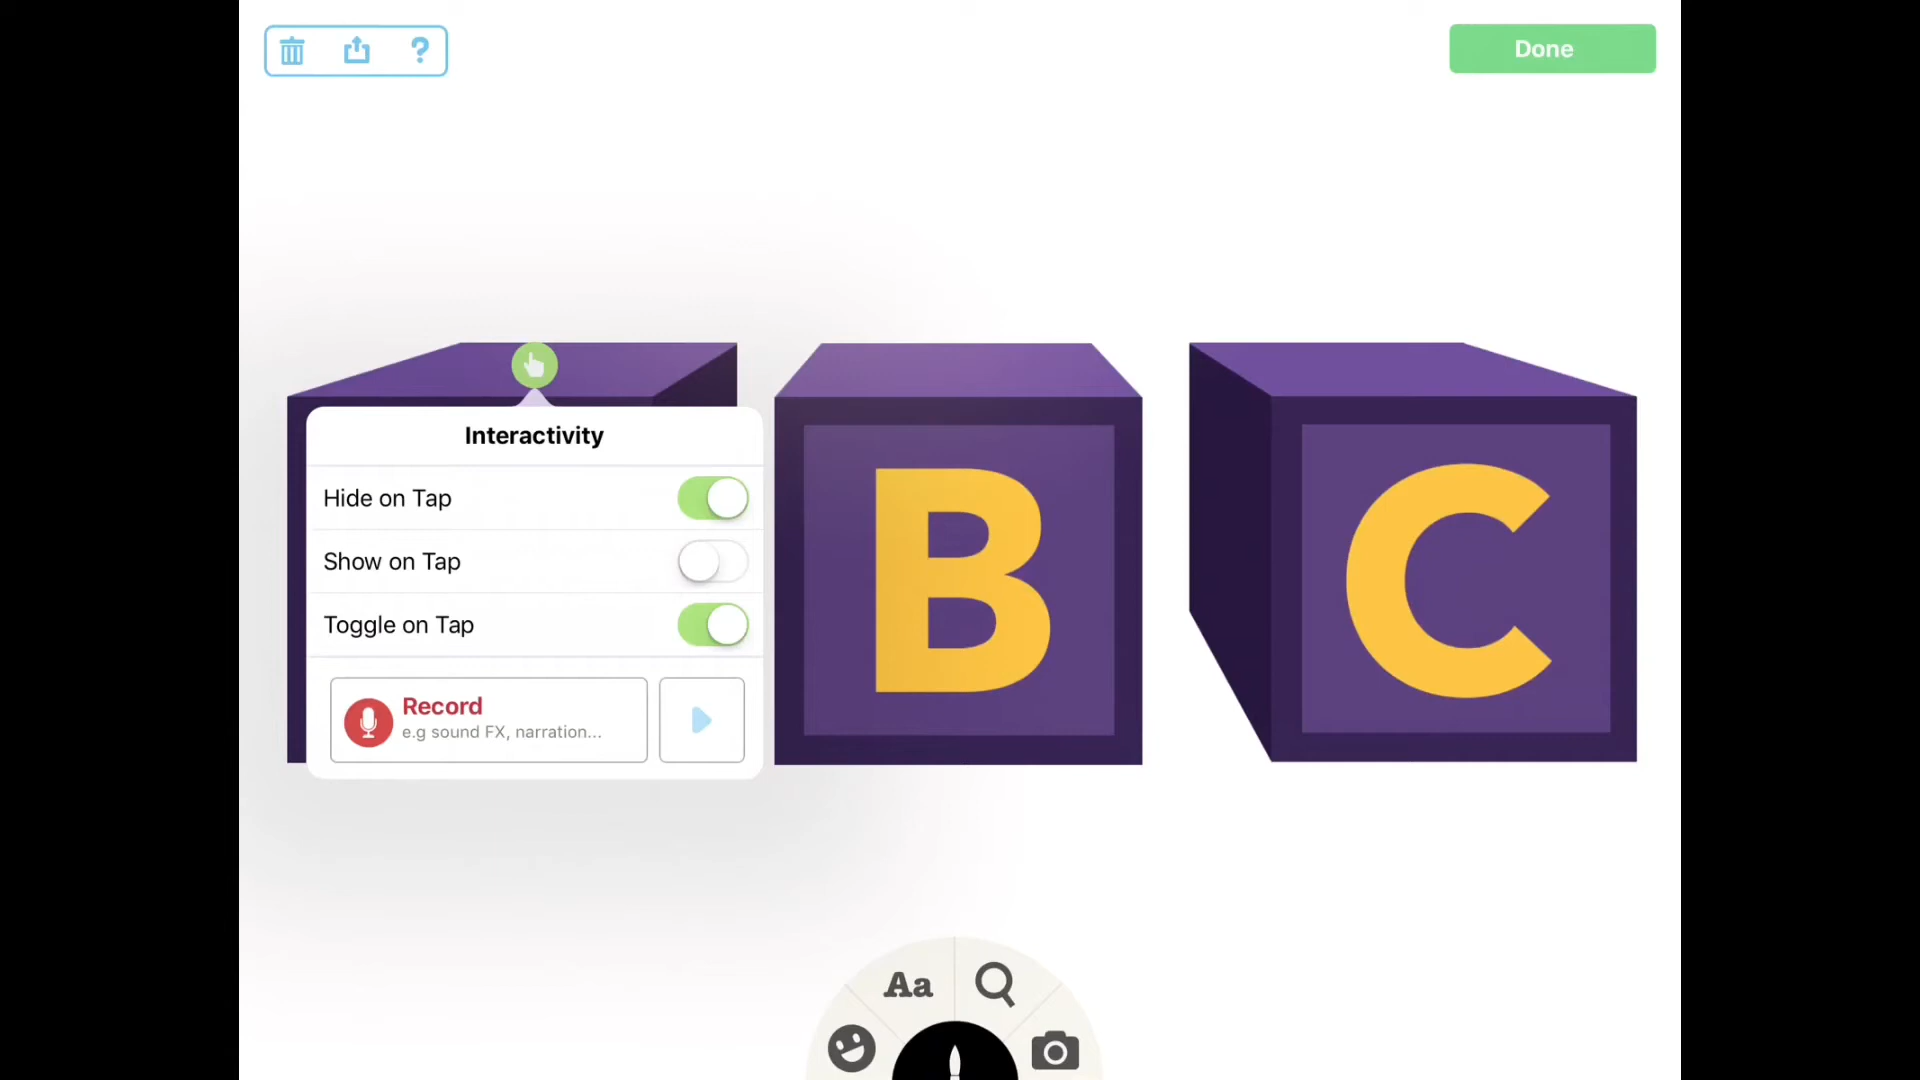 ?
Done
Interactivity
Hide on Tap
Show on Tap
Toggle on Tap
Record
e.g sound FX, narration...
B
C
Aa